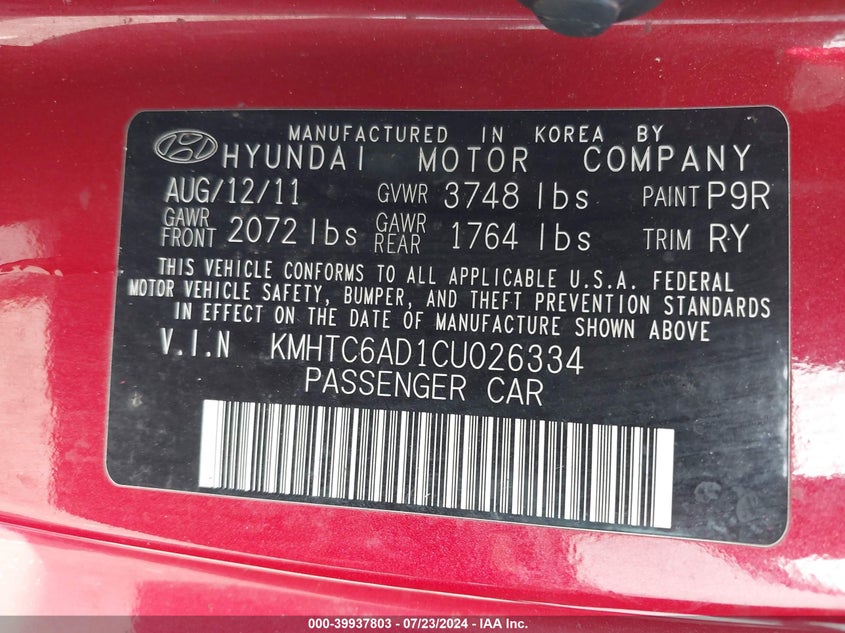 MANUFACTURED IN KOREA BY
HYUNDAI MOTOR COMPANY
AUG/12/11 GVWR 3748 lbs PAINT P9R
GAWR FRONT 2072 lbs GAWR REAR 1764 lbs TRIM RY
THIS VEHICLE CONFORMS TO ALL APPLICABLE U.S.A. FEDERAL
MOTOR VEHICLE SAFETY, BUMPER, AND THEFT PREVENTION STANDARDS
IN EFFECT ON THE DATE OF MANUFACTURE SHOWN ABOVE
V.I.N KMHTC6AD1CU026334
PASSENGER CAR
000-39937803 - 07/23/2024 - IAA Inc.